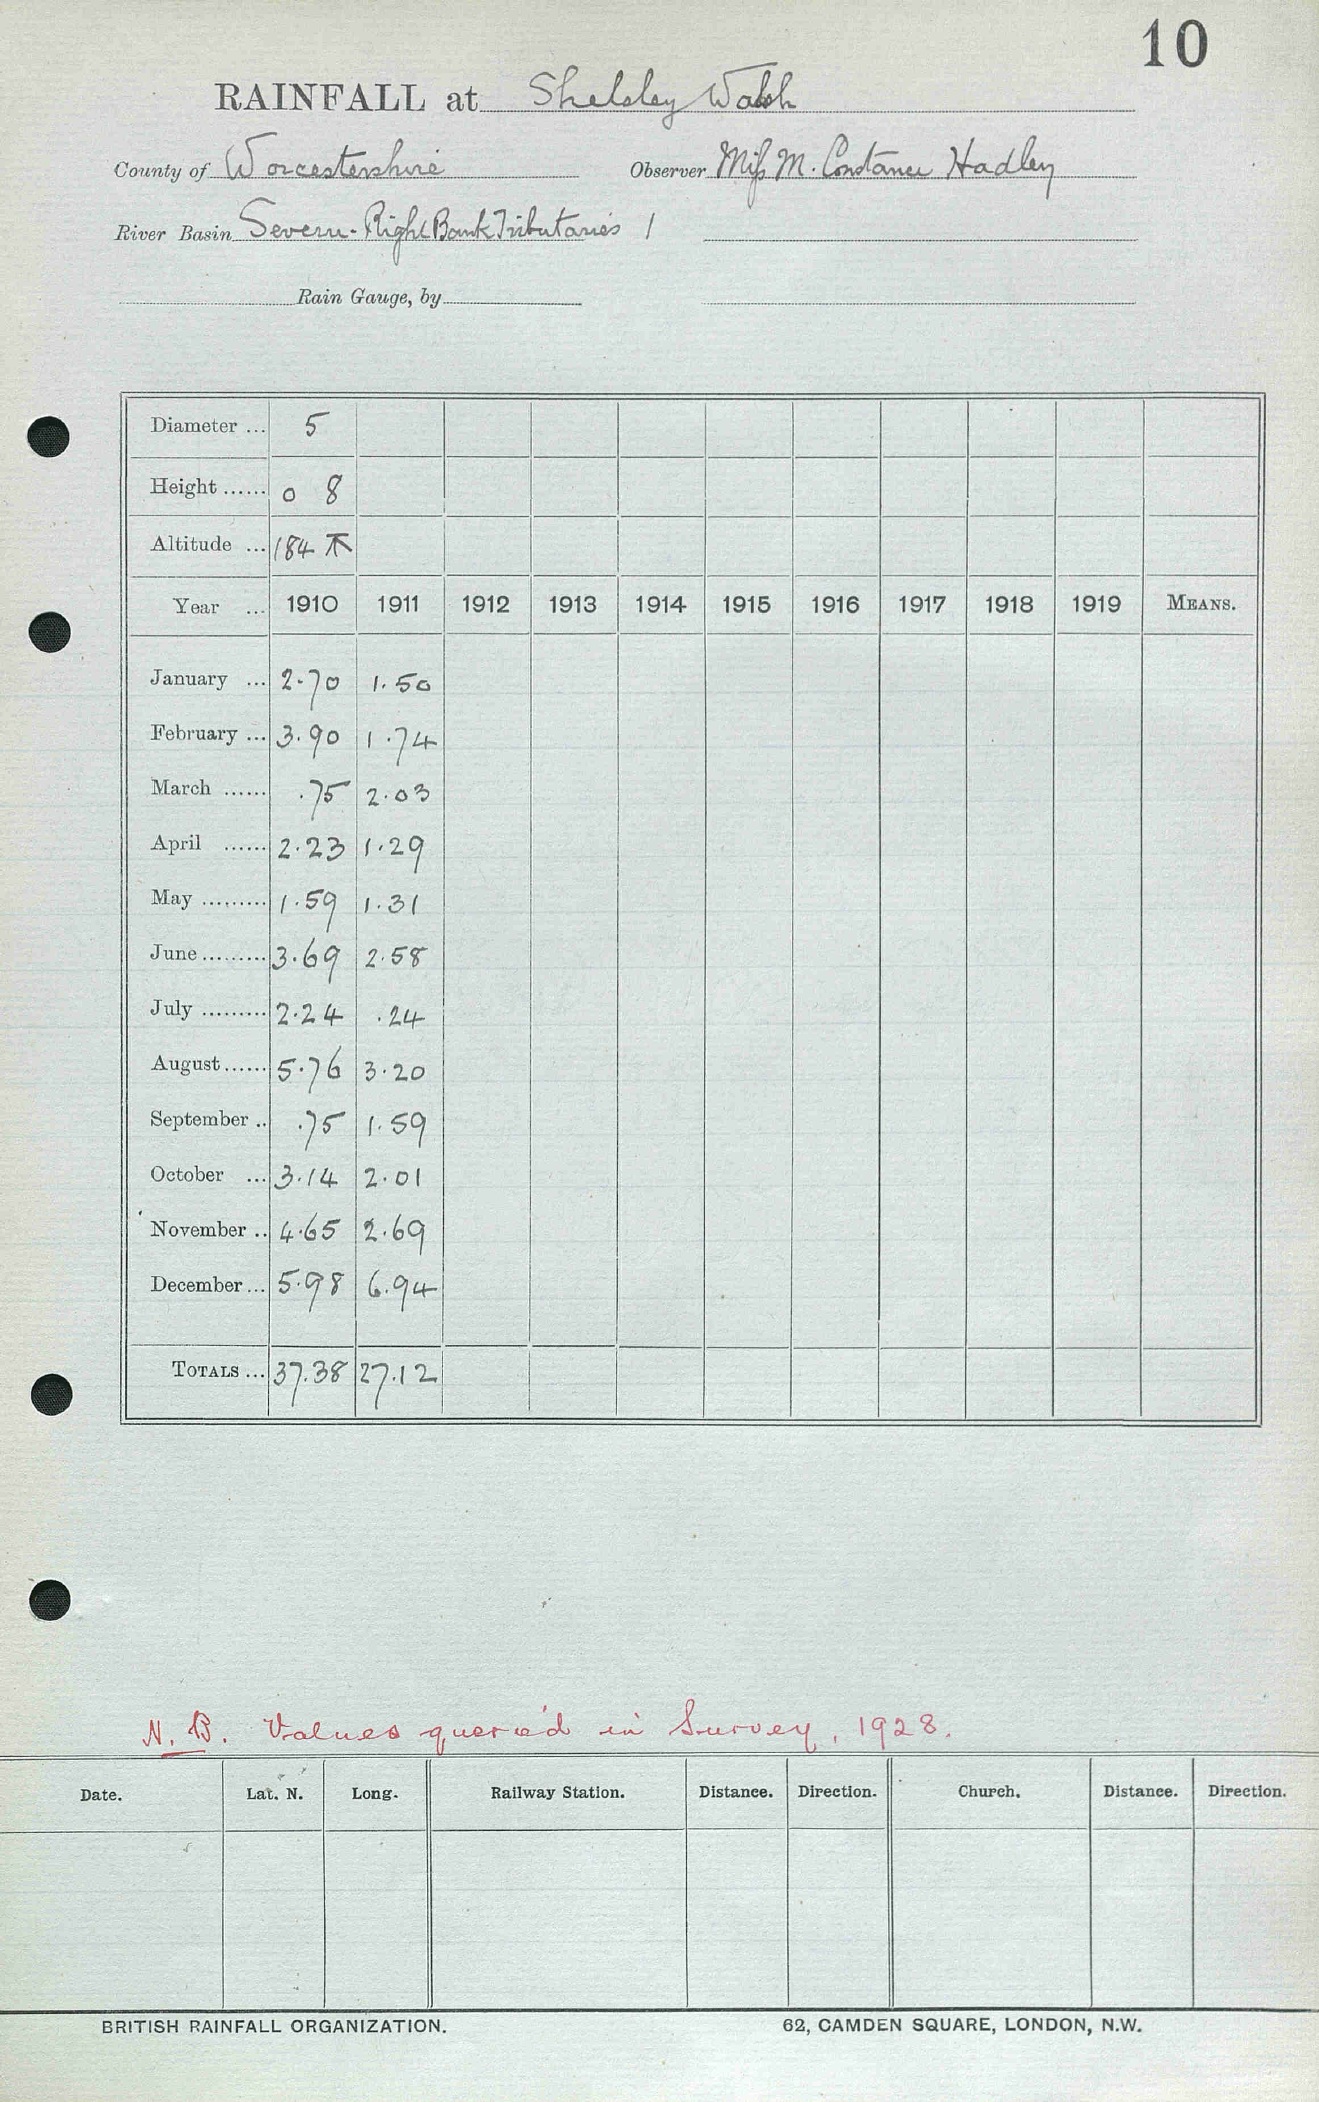 10
RAINFALL at Shelsley Walsh
County of Worcestershire Observer Miss M. Constance Hadley
River Basin Severn-Right Bank Tributaries 1
Rain Gauge, by
Diameter ... 5
Height ...... 0 8
Altitude ... 184
Year ... 1910 1911 1912 1913 1914 1915 1916 1917 1918 1919 MEANS.
January ... 2.70 1.50
February ... 3.90 1.74
March ...... .75 2.03
April ...... 2.23 1.29
May ......... 1.59 1.31
June ......... 3.69 2.58
July ......... 2.24 .24
August ...... 5.76 3.20
September .. .75 1.59
October ... 3.14 2.01
November .. 4.65 2.69
December ... 5.98 6.94
TOTALS ... 37.38 27.12
N.B. Values queried in Survey, 1928.
Date. Lat. N. Long. Railway Station. Distance. Direction. Church. Distance. Direction.
BRITISH RAINFALL ORGANIZATION. 62, CAMDEN SQUARE, LONDON, N.W.